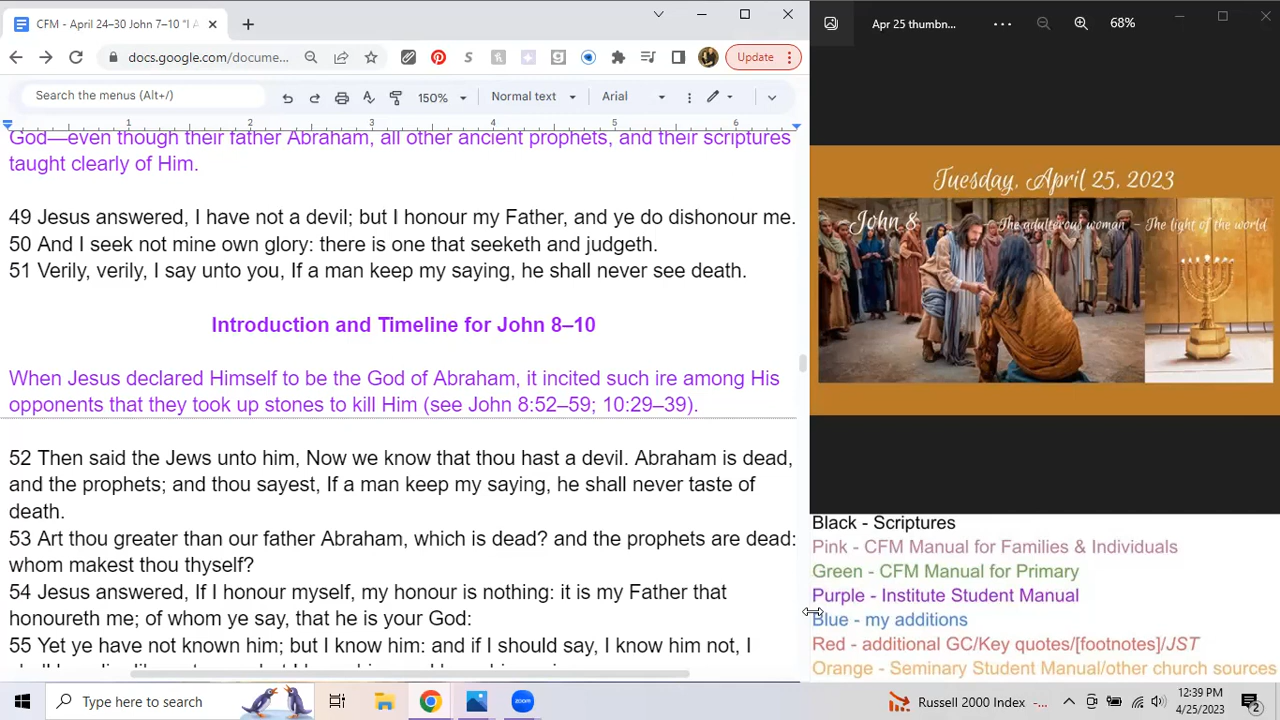 CFM - April 24–30 John 7–10 "I A
Apr 25 thumbn...
68%
docs.google.com/docume...
Update
Search the menus (Alt+/)
150%
Normal text
Arial
1 2 3 4 5 6
God—even though their father Abraham, all other ancient prophets, and their scriptures
taught clearly of Him.
49 Jesus answered, I have not a devil; but I honour my Father, and ye do dishonour me.
50 And I seek not mine own glory: there is one that seeketh and judgeth.
51 Verily, verily, I say unto you, If a man keep my saying, he shall never see death.
Introduction and Timeline for John 8–10
When Jesus declared Himself to be the God of Abraham, it incited such ire among His
opponents that they took up stones to kill Him (see John 8:52–59; 10:29–39).
52 Then said the Jews unto him, Now we know that thou hast a devil. Abraham is dead,
and the prophets; and thou sayest, If a man keep my saying, he shall never taste of
death.
53 Art thou greater than our father Abraham, which is dead? and the prophets are dead:
whom makest thou thyself?
54 Jesus answered, If I honour myself, my honour is nothing: it is my Father that
honoureth me; of whom ye say, that he is your God:
55 Yet ye have not known him; but I know him: and if I should say, I know him not, I
Tuesday, April 25, 2023
John 8
– The adulterous woman – The light of the world
Black - Scriptures
Pink - CFM Manual for Families & Individuals
Green - CFM Manual for Primary
Purple - Institute Student Manual
Blue - my additions
Red - additional GC/Key quotes/[footnotes]/JST
Orange - Seminary Student Manual/other church sources
Type here to search
Russell 2000 Index
12:39 PM
4/25/2023
2